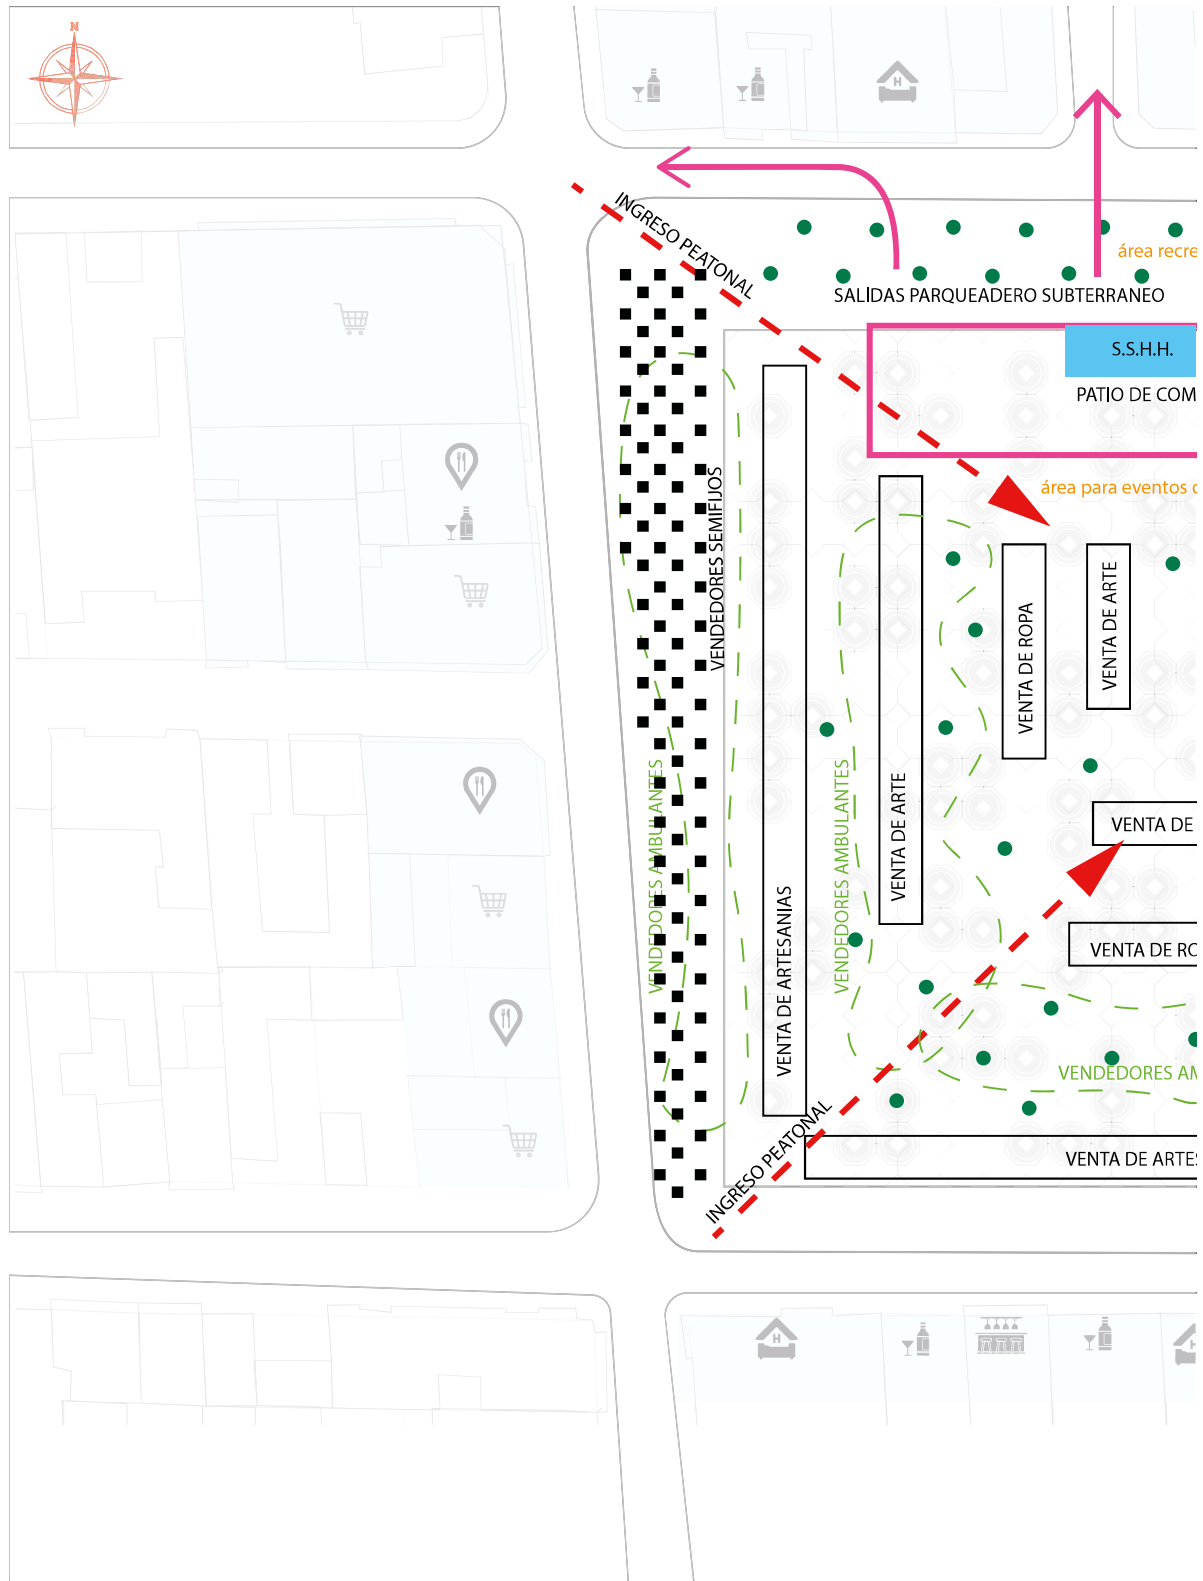 N
H
INGRESO PEATONAL
área recre
SALIDAS PARQUEADERO SUBTERRANEO
S.S.H.H.
PATIO DE COM
área para eventos
VENDEDORES SEMIFIJOS
VENTA DE ROPA
VENTA DE ARTE
VENDEDORES AMBULANTES
VENDEDORES AMBULANTES
VENTA DE ARTE
VENTA DE
VENTA DE ARTESANIAS
VENTA DE RO
VENDEDORES AM
INGRESO PEATONAL
VENTA DE ARTES
H
H